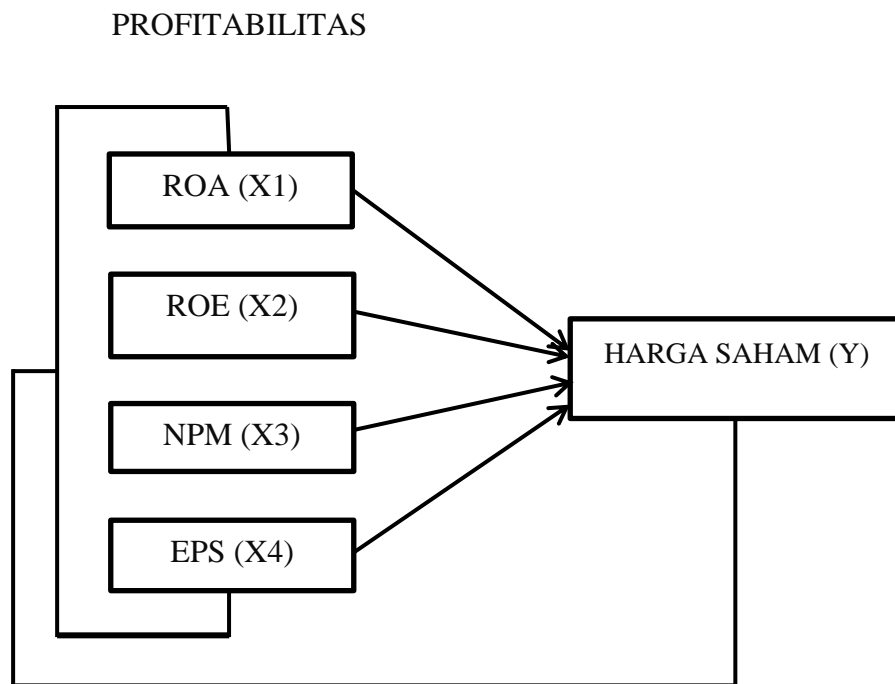 PROFITABILITAS
ROA (X1)
ROE (X2)
HARGA SAHAM (Y)
NPM (X3)
EPS (X4)